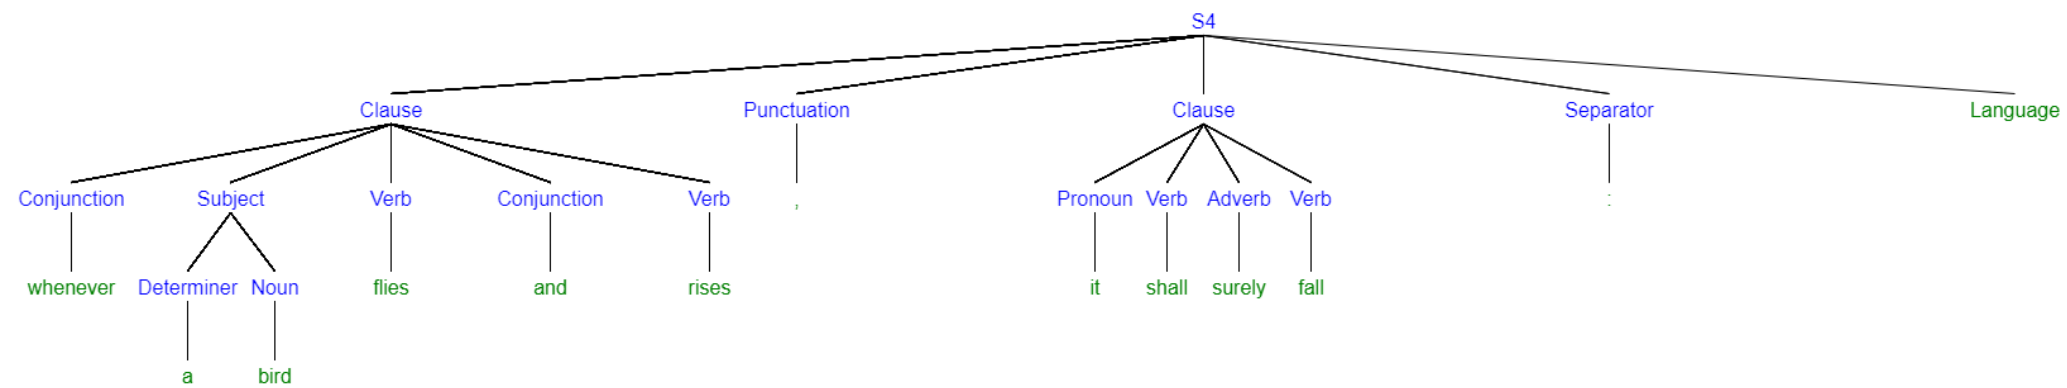 S4
Clause Punctuation Clause Separator Language
Conjunction Subject Verb Conjunction Verb , Pronoun Verb Adverb Verb :
whenever Determiner Noun flies and rises it shall surely fall
a bird